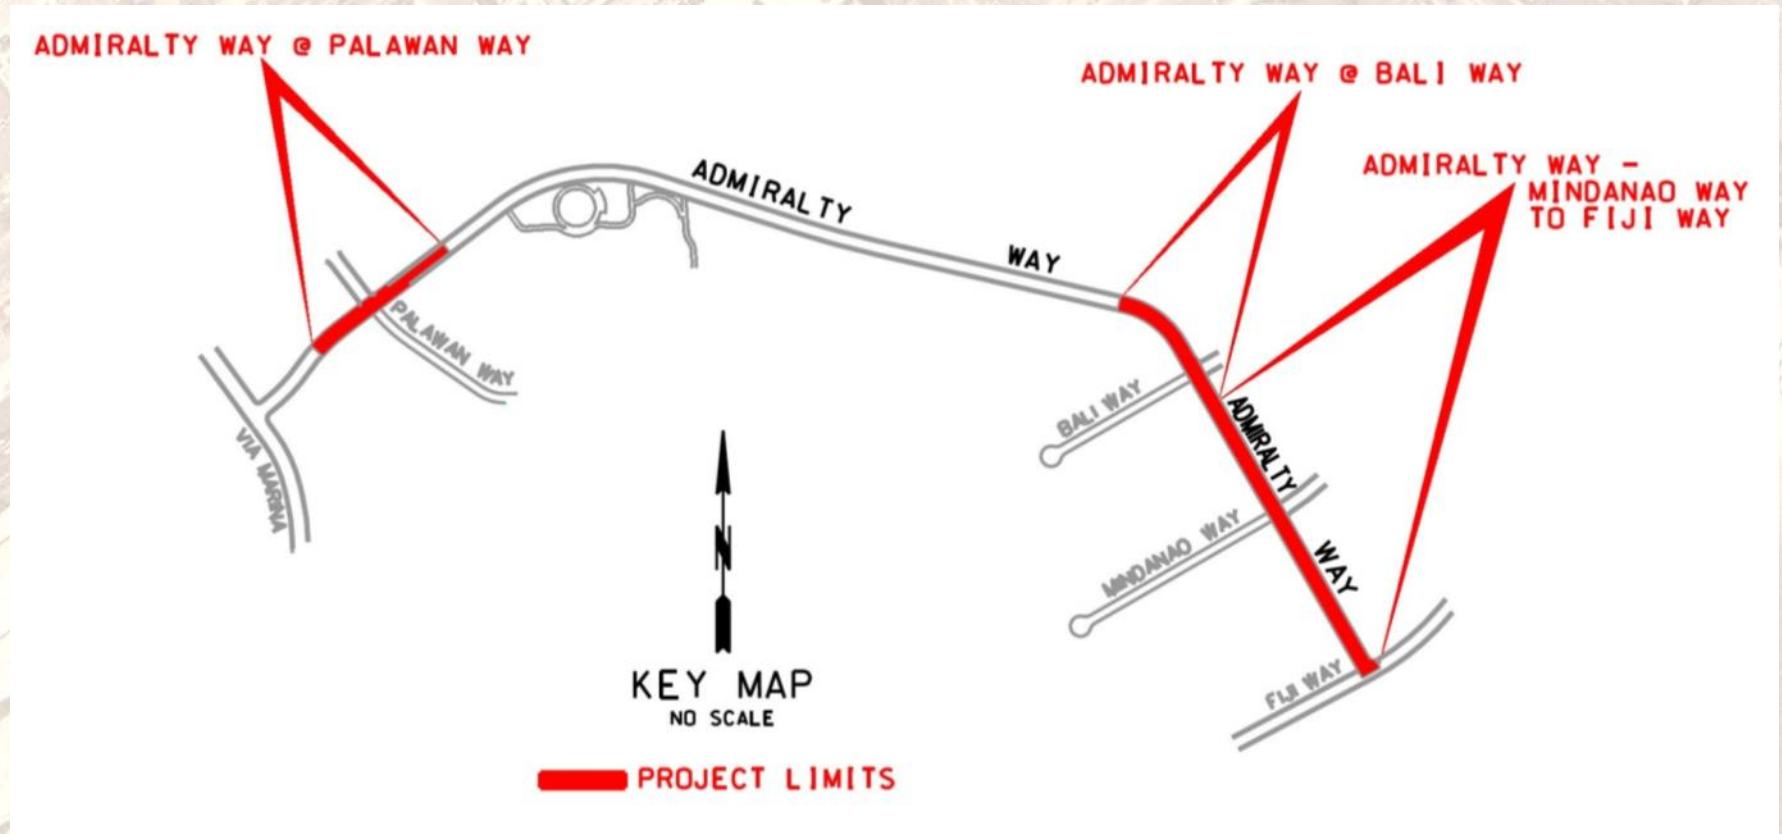 ADMIRALTY WAY @ PALAWAN WAY
ADMIRALTY WAY @ BALI WAY
ADMIRALTY WAY -
MINDANAO WAY
TO FIJI WAY
ADMIRALTY
WAY
PALAWAN WAY
VIA MARINA
BALI WAY
ADMIRALTY
WAY
MINDANAO WAY
FIJI WAY
N
KEY MAP
NO SCALE
PROJECT LIMITS